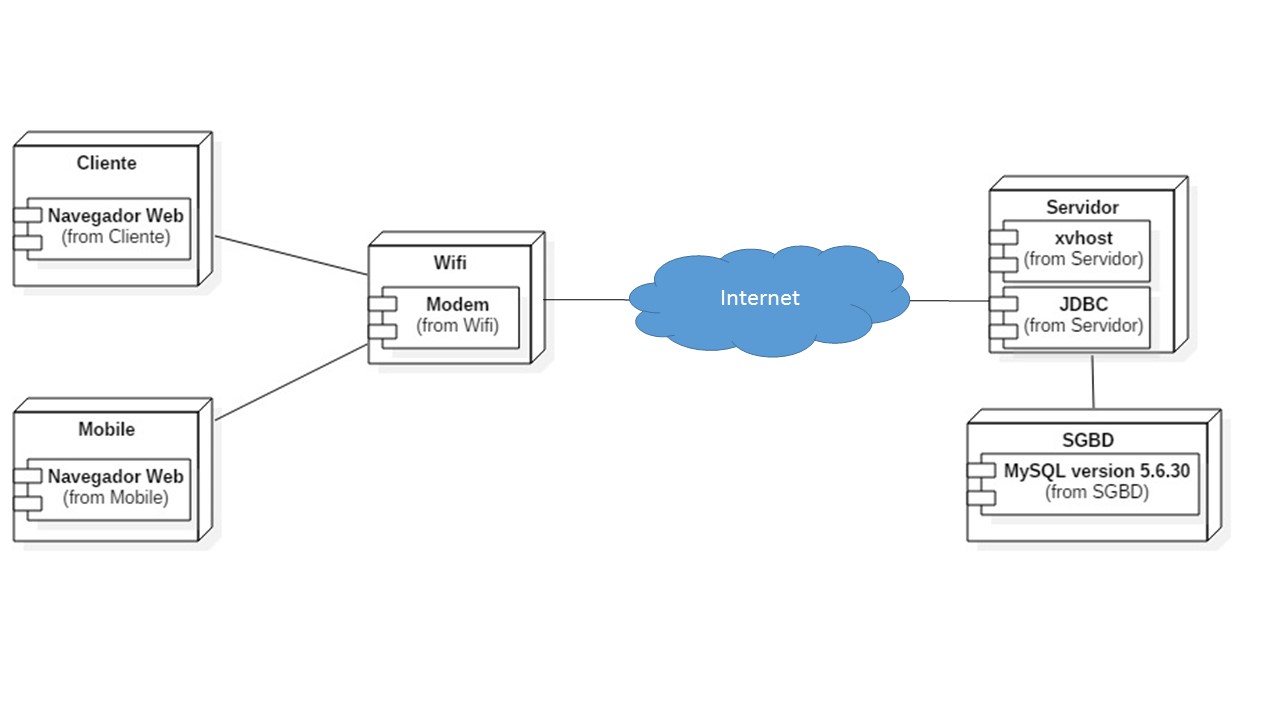 Cliente
Navegador Web
(from Cliente)
Mobile
Navegador Web
(from Mobile)
Wifi
Modem
(from Wifi)
Internet
Servidor
xvhost
(from Servidor)
JDBC
(from Servidor)
SGBD
MySQL version 5.6.30
(from SGBD)